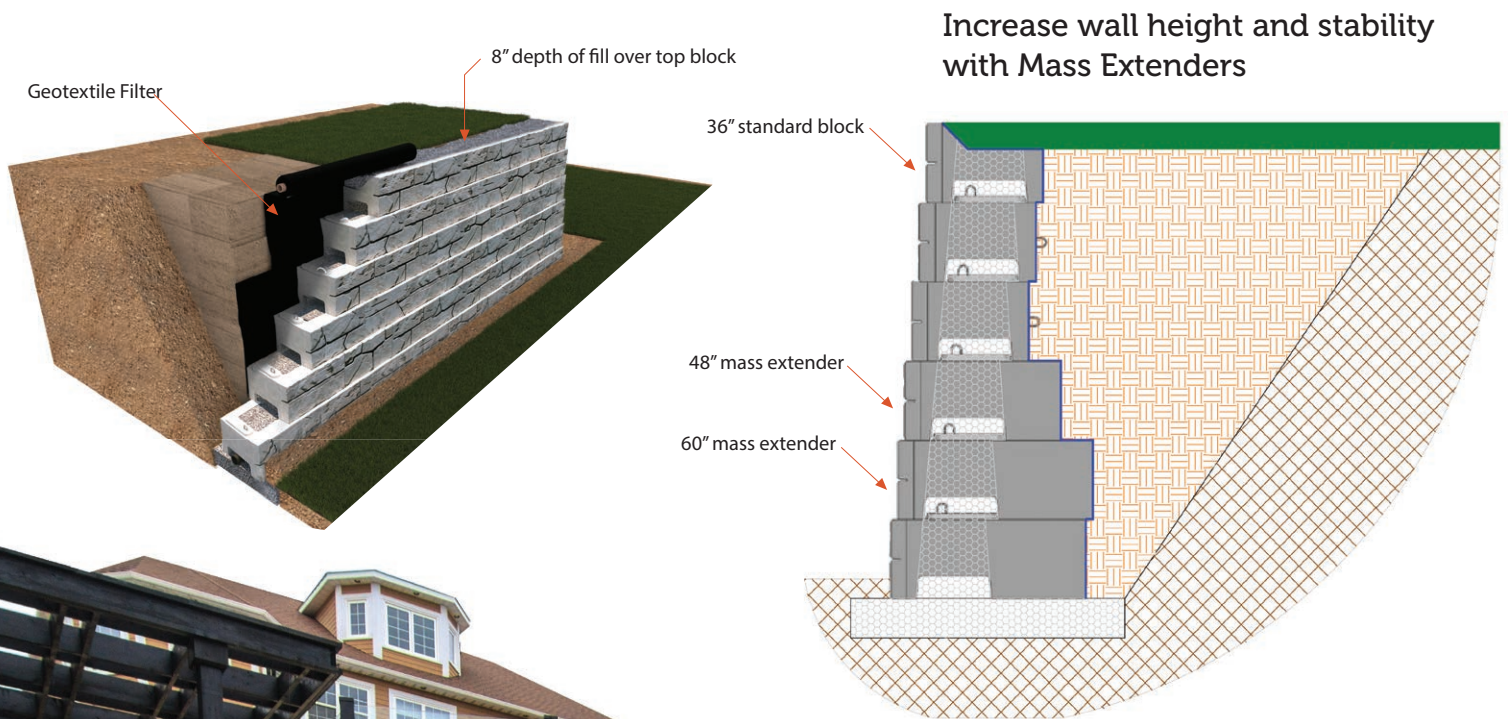 Increase wall height and stability
with Mass Extenders
8” depth of fill over top block
Geotextile Filter
36” standard block
48” mass extender
60” mass extender